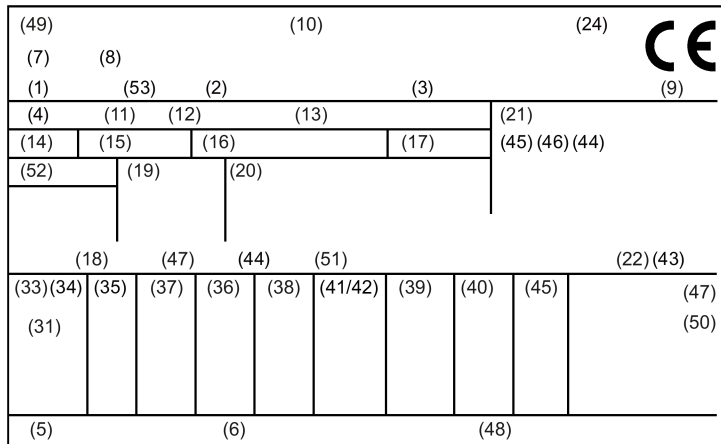 (49) (10) (24) CE
(7) (8)
(1) (53) (2) (3) (9)
(4) (11) (12) (13) (21)
(14) (15) (16) (17) (45) (46) (44)
(52) (19) (20)
(18) (47) (44) (51) (22) (43)
(33) (34) (35) (37) (36) (38) (41/42) (39) (40) (45) (47)
(31) (50)
(5) (6) (48)